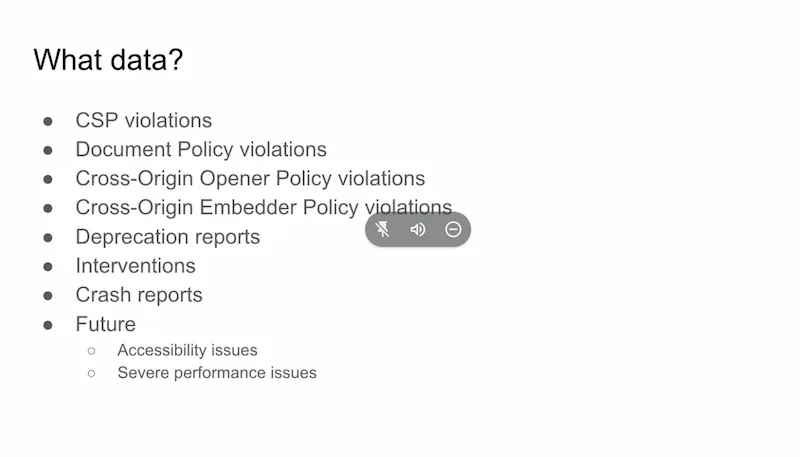 What data?
● CSP violations
● Document Policy violations
● Cross-Origin Opener Policy violations
● Cross-Origin Embedder Policy violations
● Deprecation reports
● Interventions
● Crash reports
● Future
○ Accessibility issues
○ Severe performance issues